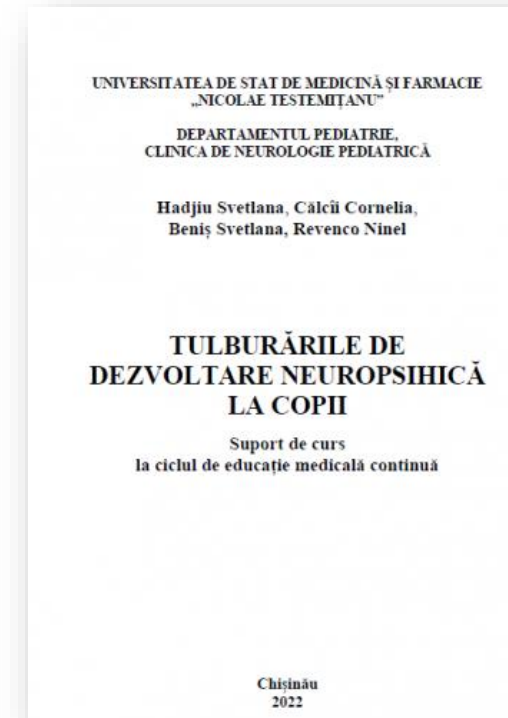 UNIVERSITATEA DE STAT DE MEDICINĂ ȘI FARMACIE
„NICOLAE TESTEMIȚANU”
DEPARTAMENTUL PEDIATRIE,
CLINICA DE NEUROLOGIE PEDIATRICĂ
Hadjiu Svetlana, Călcîi Cornelia,
Beniș Svetlana, Revenco Ninel
TULBURĂRILE DE
DEZVOLTARE NEUROPSIHICĂ
LA COPII
Suport de curs
la ciclul de educație medicală continuă
Chișinău
2022